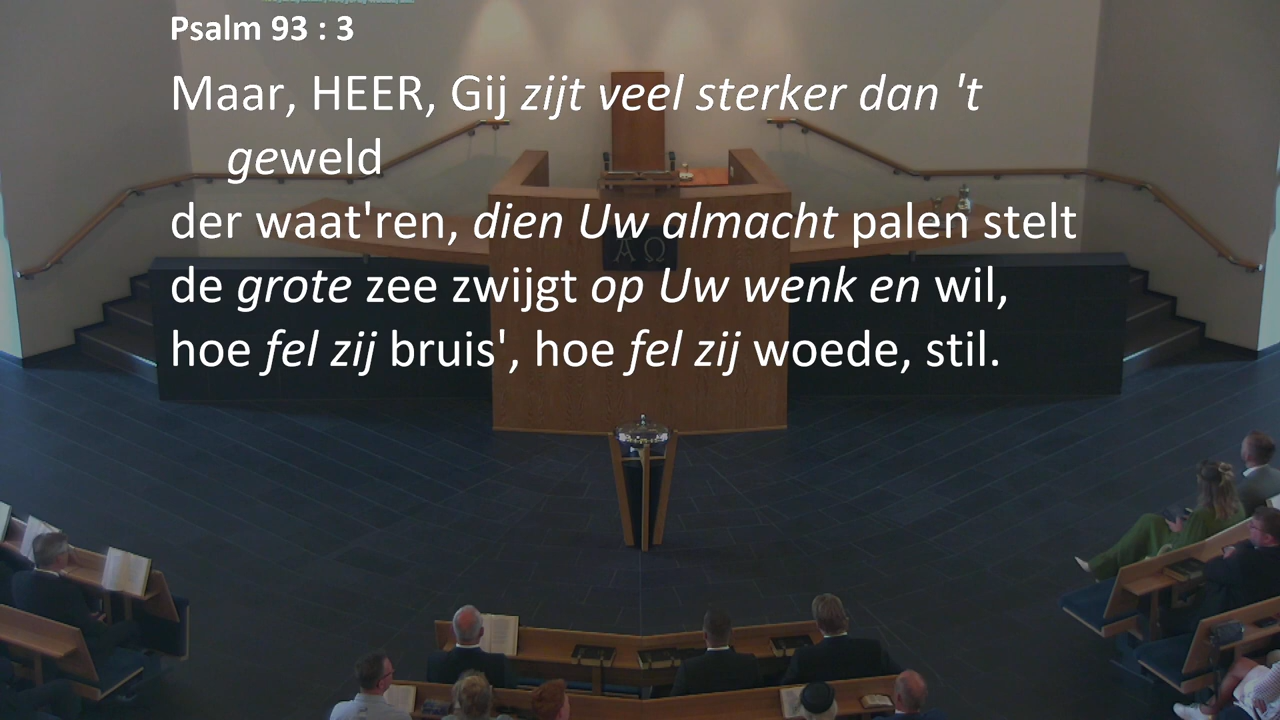 Psalm 93 : 3
Maar, HEER, Gij zijt veel sterker dan 't
geweld
der waat'ren, dien Uw almacht palen stelt
de grote zee zwijgt op Uw wenk en wil,
hoe fel zij bruis', hoe fel zij woede, stil.
Α Ω